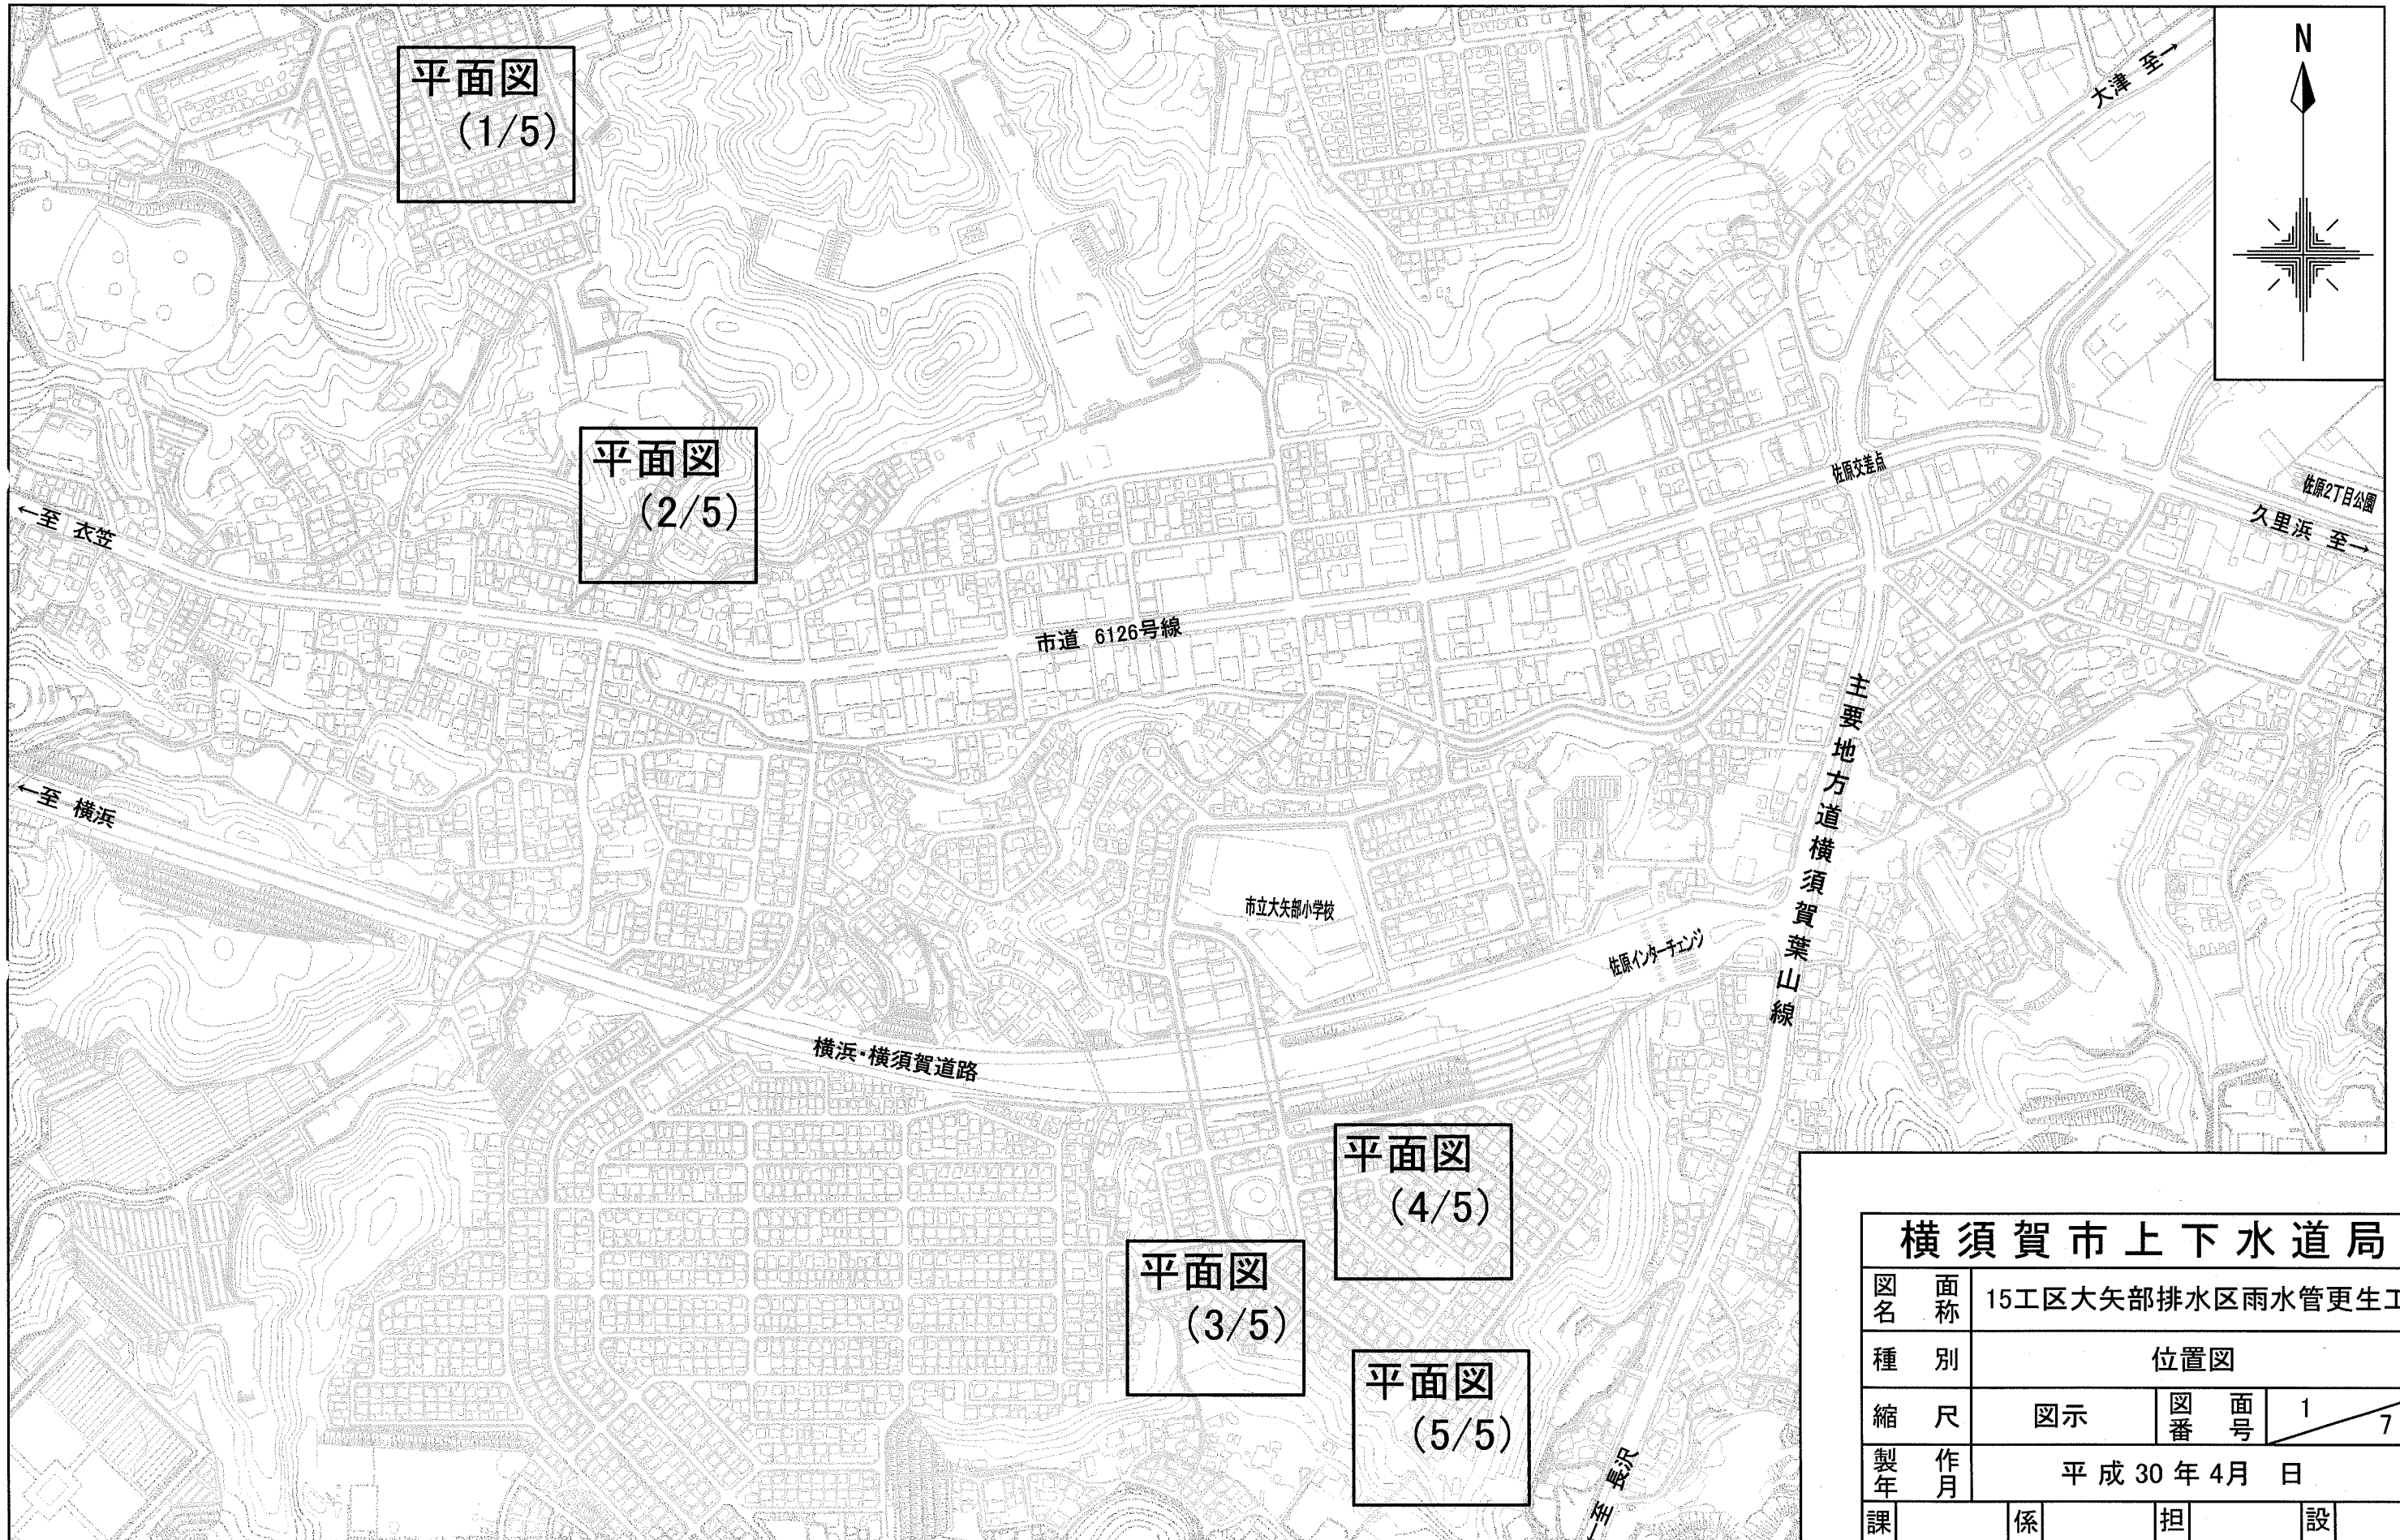 平面図
(1/5)
大津 至→
N
平面図
(2/5)
佐原交差点
佐原2丁目公園
久里浜 至→
←至 衣笠
市道 6126号線
主要地方道横須賀葉山線
←至 横浜
市立大矢部小学校
佐原インターチェンジ
横浜・横須賀道路
平面図
(4/5)
平面図
(3/5)
平面図
(5/5)
←至 長沢
横須賀市上下水道局
図面名称 15工区大矢部排水区雨水管更生工
種別 位置図
縮尺 図示 図面番号 1/7
製作年月 平成30年4月 日
課 係 担 設